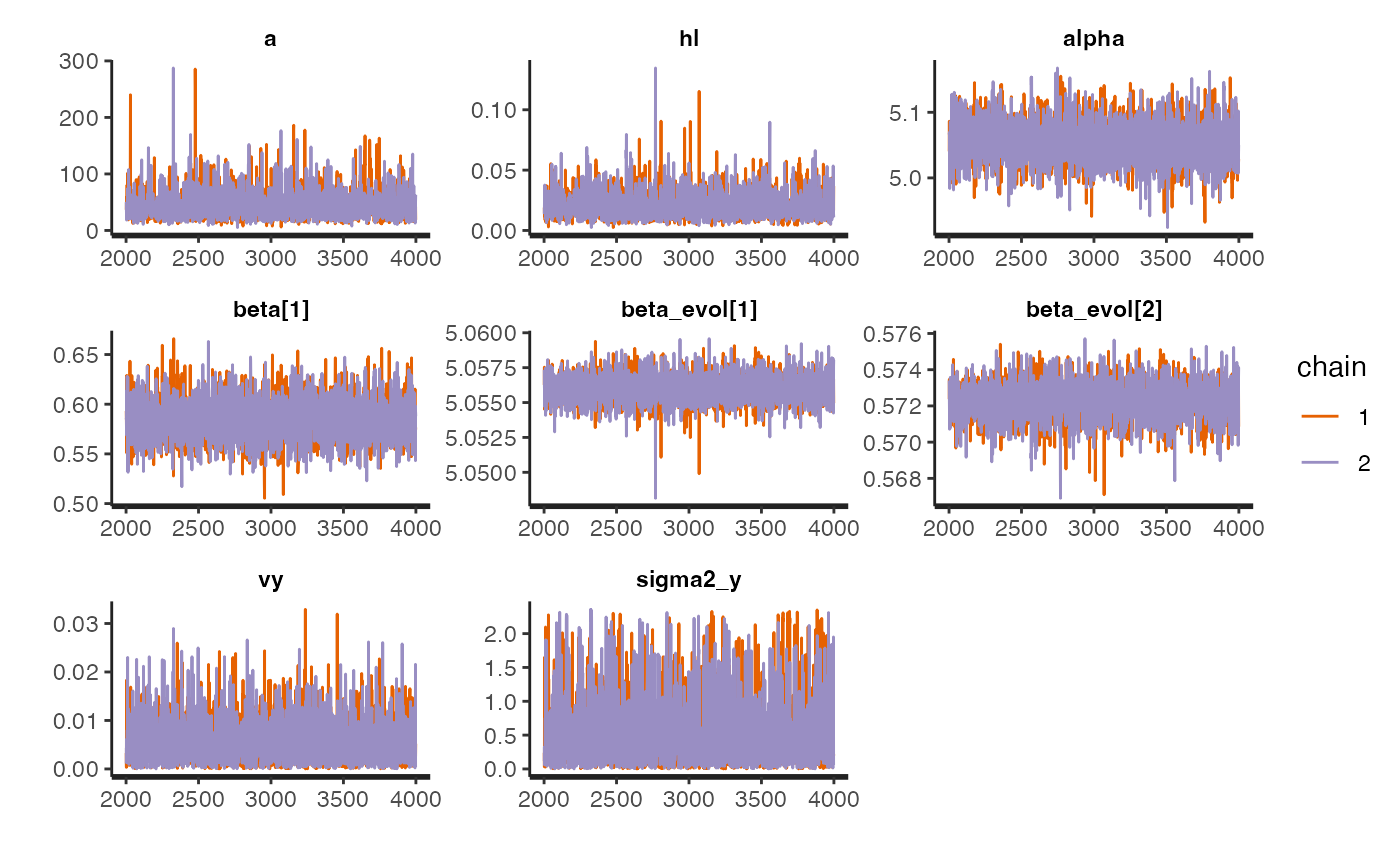 a
hl
alpha
300
200
100
0
0.10
0.05
0.00
5.1
5.0
2000 2500 3000 3500 4000
2000 2500 3000 3500 4000
2000 2500 3000 3500 4000
beta[1]
beta_evol[1]
beta_evol[2]
0.65
0.60
0.55
0.50
5.0600
5.0575
5.0550
5.0525
5.0500
0.576
0.574
0.572
0.570
0.568
2000 2500 3000 3500 4000
2000 2500 3000 3500 4000
2000 2500 3000 3500 4000
vy
sigma2_y
0.03
0.02
0.01
0.00
2.0
1.5
1.0
0.5
0.0
2000 2500 3000 3500 4000
2000 2500 3000 3500 4000
chain
1
2